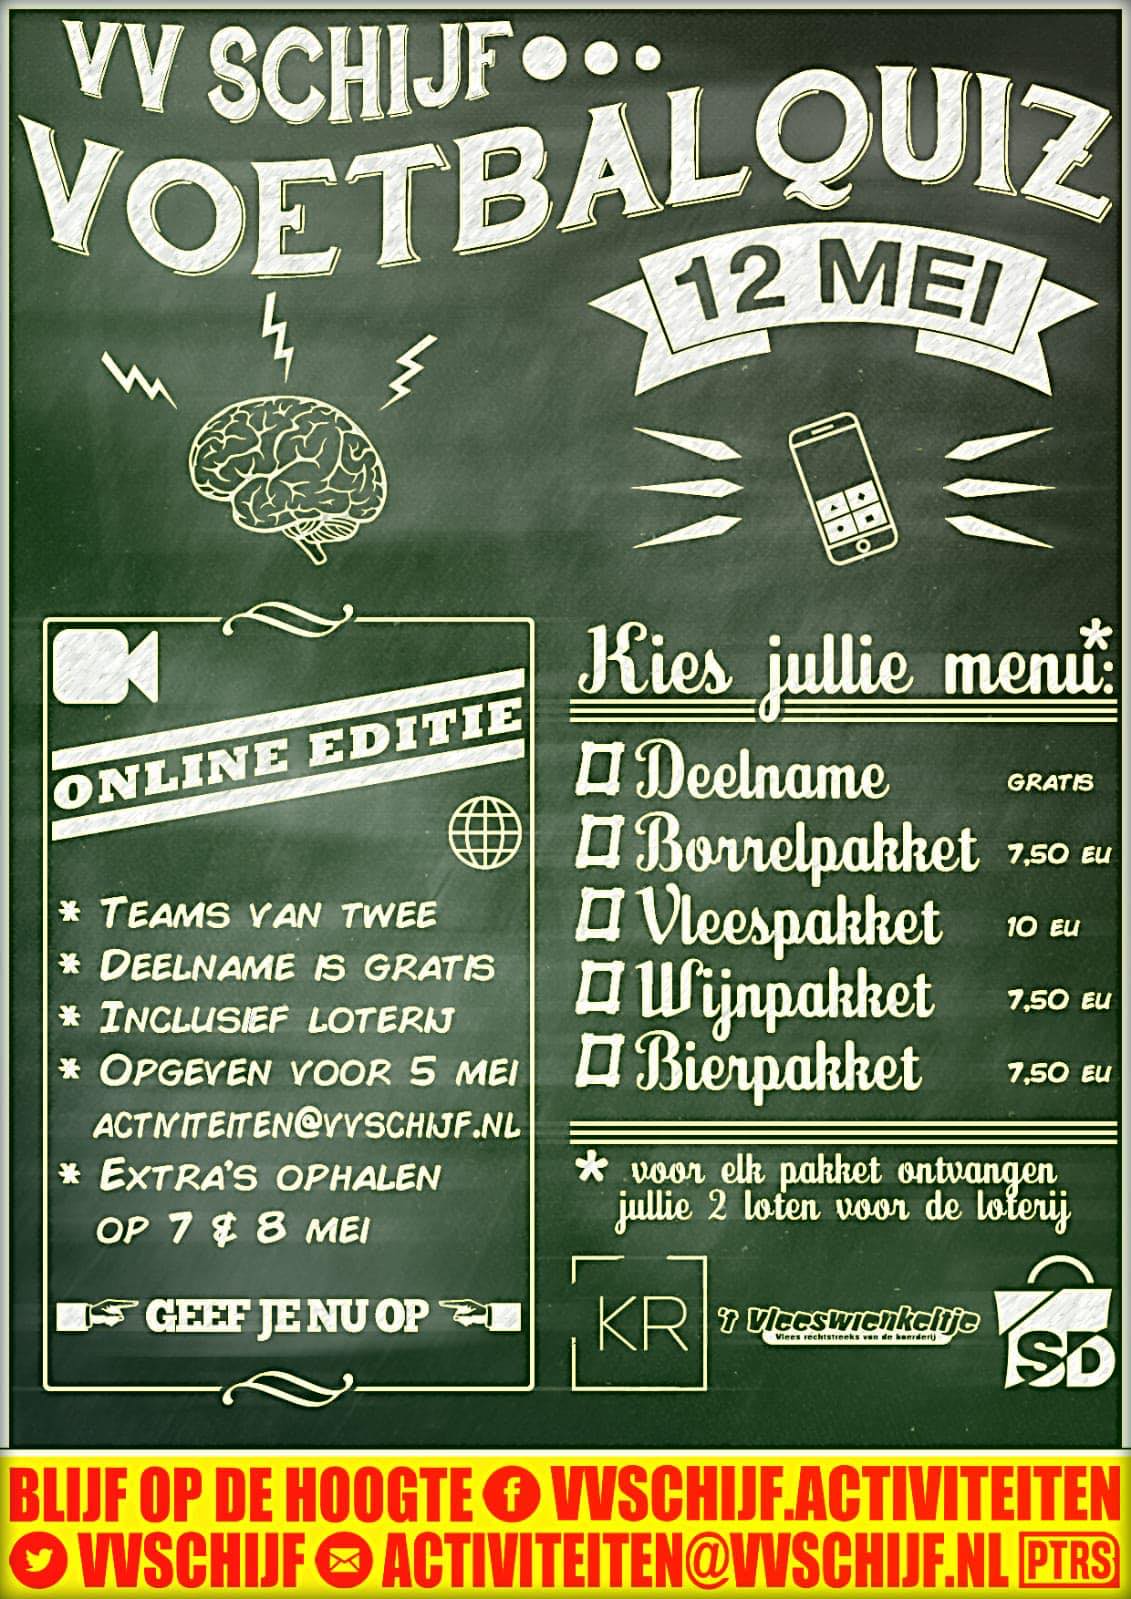 VV SCHIJF...
VOETBALQUIZ
12 MEI
ONLINE EDITIE
* TEAMS VAN TWEE
* DEELNAME IS GRATIS
* INCLUSIEF LOTERIJ
* OPGEVEN VOOR 5 MEI
ACTIVITEITEN@VVSCHIJF.NL
* EXTRA'S OPHALEN
OP 7 & 8 MEI
GEEF JE NU OP
Kies jullie menu*:
Deelname GRATIS
Borrelpakket 7,50 EU
Vleespakket 10 EU
Wijnpakket 7,50 EU
Bierpakket 7,50 EU
* voor elk pakket ontvangen
jullie 2 loten voor de loterij
KR
't Vleeswienkeltje
Vlees rechtstreeks van de boerderij
SD
BLIJF OP DE HOOGTE VVSCHIJF.ACTIVITEITEN
VVSCHIJF ACTIVITEITEN@VVSCHIJF.NL PTRS